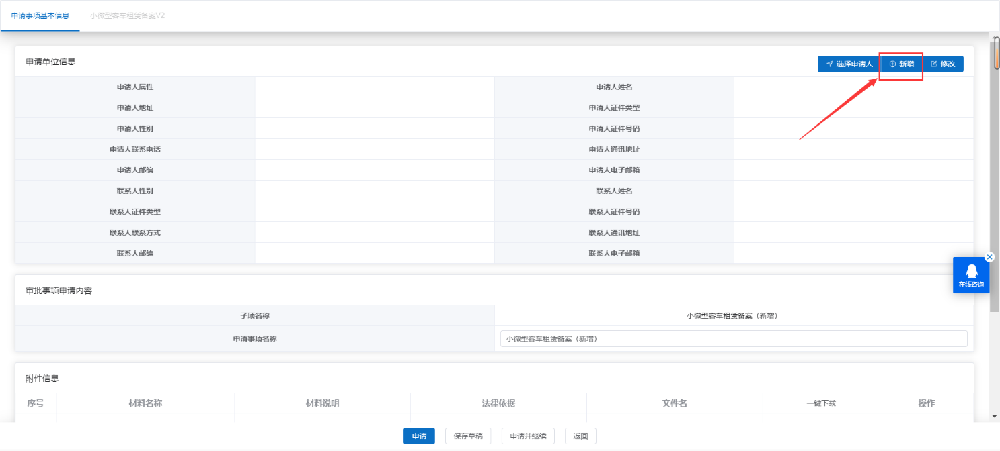 申请事项基本信息 小微型客车租赁备案V2
申请单位信息 选择申请人 新增 修改
申请人属性 申请人姓名
申请人地址 申请人证件类型
申请人性别 申请人证件号码
申请人联系电话 申请人通讯地址
申请人邮编 申请人电子邮箱
联系人性别 联系人姓名
联系人证件类型 联系人证件号码
联系人联系方式 联系人通讯地址
联系人邮编 联系人电子邮箱
在线咨询
审批事项申请内容
子项名称 小微型客车租赁备案（新增）
申请事项名称 小微型客车租赁备案（新增）
附件信息
序号 材料名称 材料说明 法律依据 文件名 一键下载 操作
申请 保存草稿 申请并继续 返回